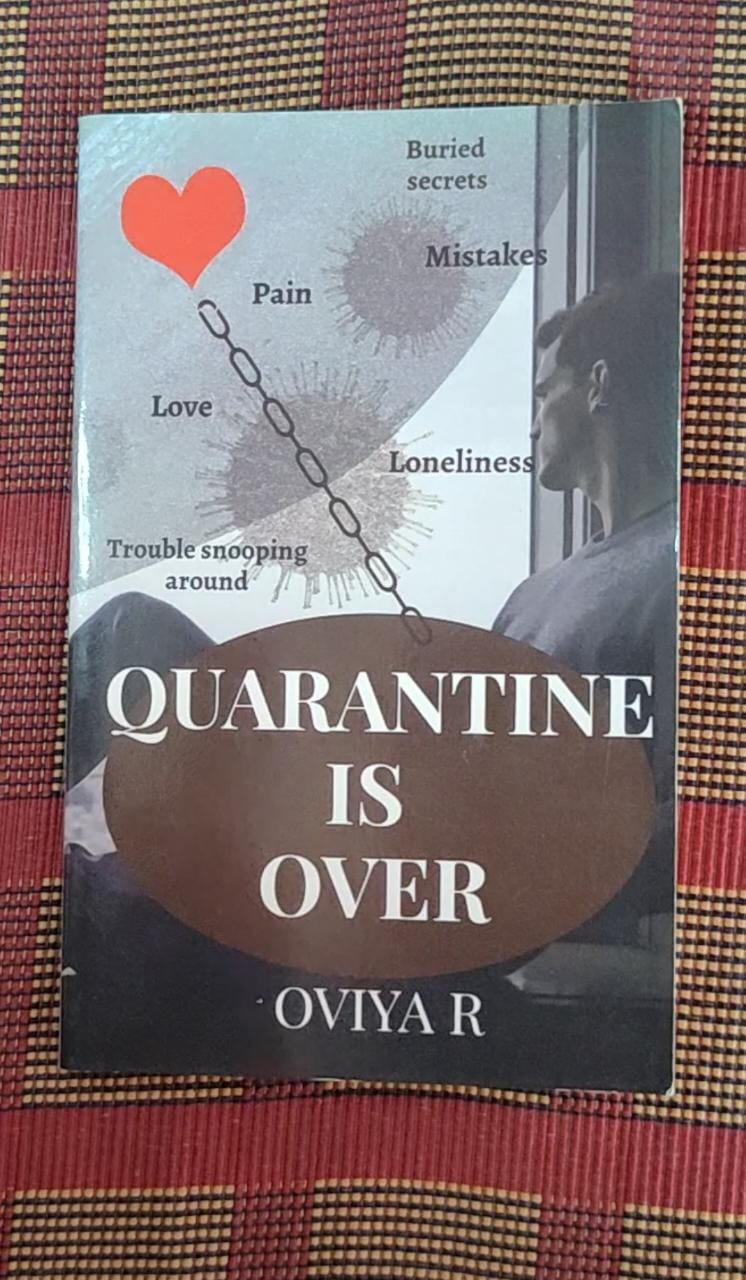 Buried
secrets
Mistakes
Pain
Love
Loneliness
Trouble snooping
around
QUARANTINE
IS
OVER
OVIYA R